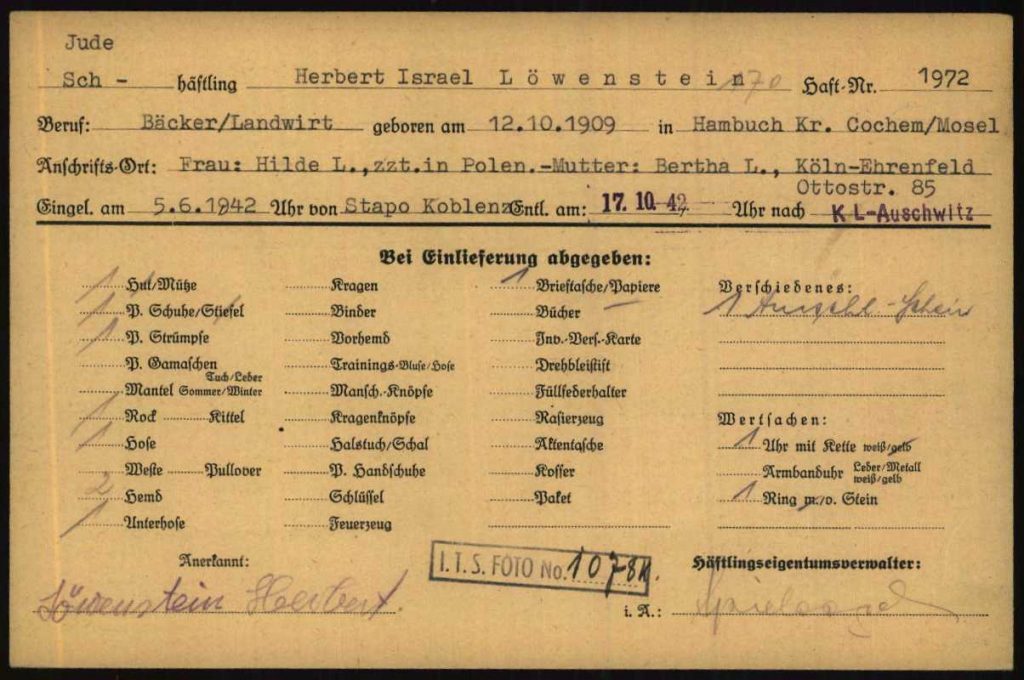 Jude
Sch - häftling Herbert Israel Löwenstein 170 Haft-Nr. 1972
Beruf: Bäcker/Landwirt geboren am 12.10.1909 in Hambuch Kr. Cochem/Mosel
Anschrifts-Ort: Frau: Hilde L.,zzt.in Polen.-Mutter: Bertha L., Köln-Ehrenfeld
Ottostr. 85
Eingel. am 5.6.1942 Uhr von Stapo Koblenz Entl. am: 17. 10. 42 Uhr nach KL-Auschwitz
Bei Einlieferung abgegeben:
1 Hut/Mütze Kragen 1 Brieftasche/Papiere Verschiedenes:
1 P. Schuhe/Stiefel Binder Bücher 1
1 P. Strümpfe Vorhemd Inv.-Vers.-Karte
P. Gamaschen Trainings-Bluse/Hose Drehbleistift
Mantel Tuch/Leder Sommer/Winter Mansch.-Knöpfe Füllfederhalter
1 Rock Kittel Kragenknöpfe Rasierzeug Wertsachen:
1 Hose Halstuch/Schal Aktentasche 1 Uhr mit Kette weiß/gelb
Weste Pullover P. Handschuhe Koffer Armbanduhr Leder/Metall weiß/gelb
2 Hemd Schlüssel Paket 1 Ring m./o. Stein
1 Unterhose Feuerzeug
Anerkannt: I.T.S. FOTO No. 1078 Häftlingseigentumsverwalter:
Löwenstein Herbert. i. A.: